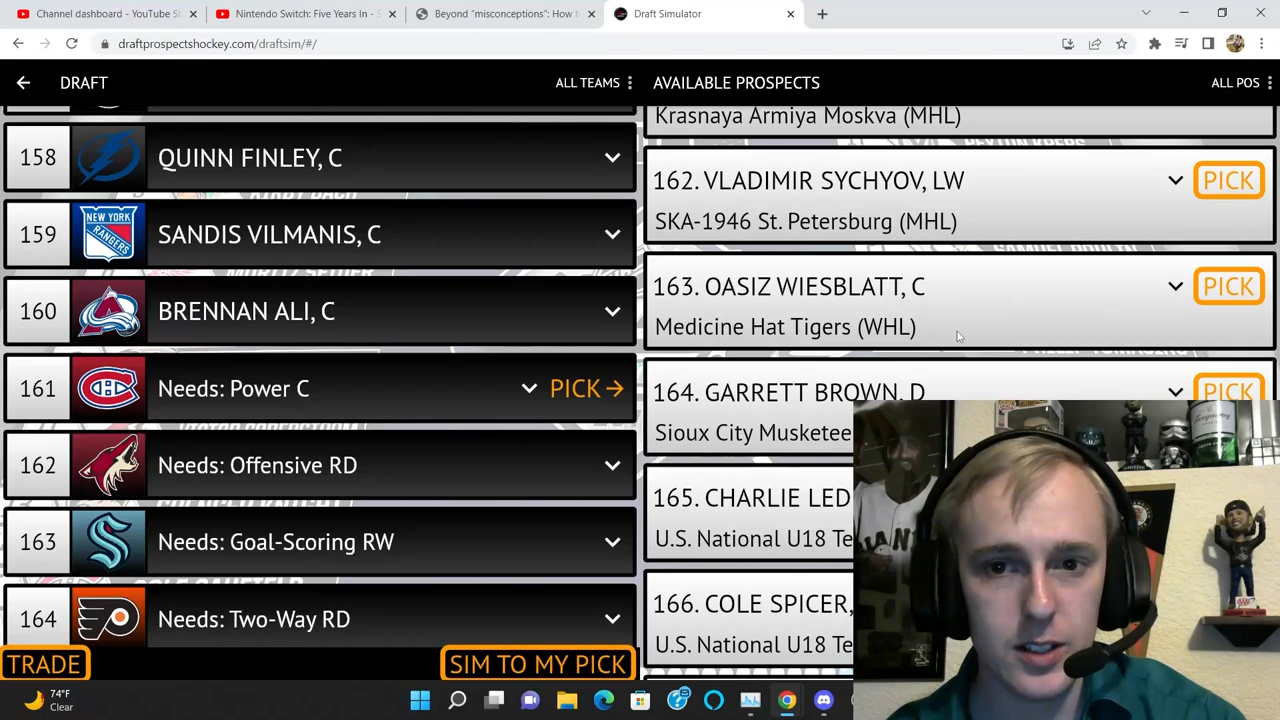 Channel dashboard - YouTube S
Nintendo Switch: Five Years In - S
Beyond "misconceptions": How t
Draft Simulator
draftprospectshockey.com/draftsim/#/
DRAFT
ALL TEAMS
AVAILABLE PROSPECTS
ALL POS
158
QUINN FINLEY, C
159
NEW YORK
RANGERS
SANDIS VILMANIS, C
160
BRENNAN ALI, C
161
Needs: Power C
PICK
162
Needs: Offensive RD
163
Needs: Goal-Scoring RW
164
Needs: Two-Way RD
TRADE
SIM TO MY PICK
Krasnaya Armiya Moskva (MHL)
162. VLADIMIR SYCHYOV, LW
PICK
SKA-1946 St. Petersburg (MHL)
163. OASIZ WIESBLATT, C
PICK
Medicine Hat Tigers (WHL)
164. GARRETT BROWN, D
PICK
Sioux City Musketee
165. CHARLIE LED
U.S. National U18 Te
166. COLE SPICER,
U.S. National U18 Te
74°F
Clear